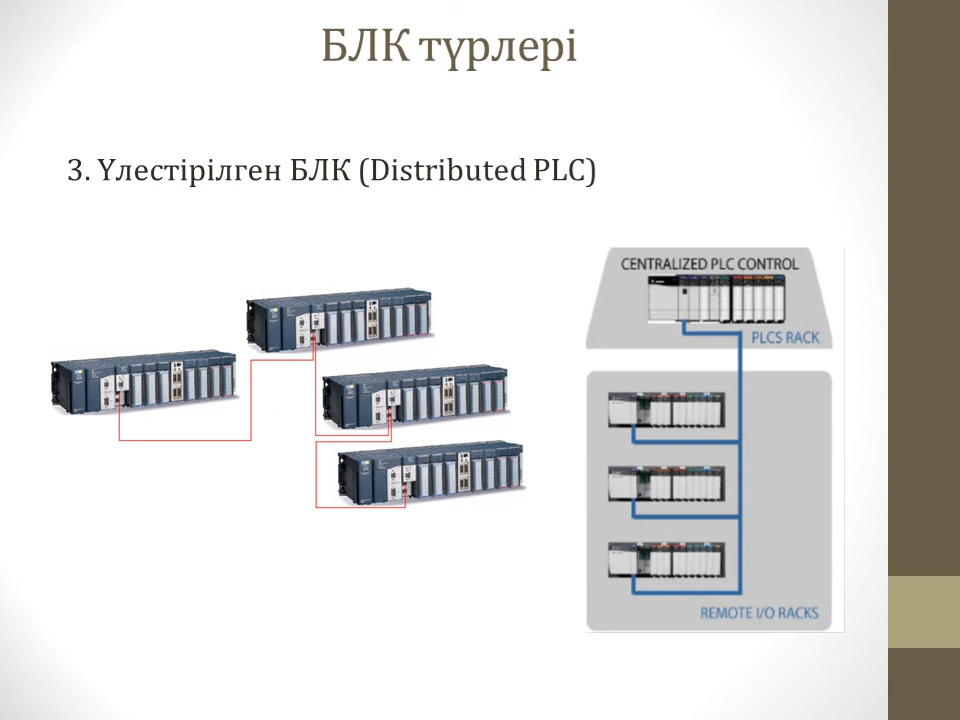 БЛК түрлері
3. Үлестірілген БЛК (Distributed PLC)
CENTRALIZED PLC CONTROL
PLCS RACK
REMOTE I/O RACKS